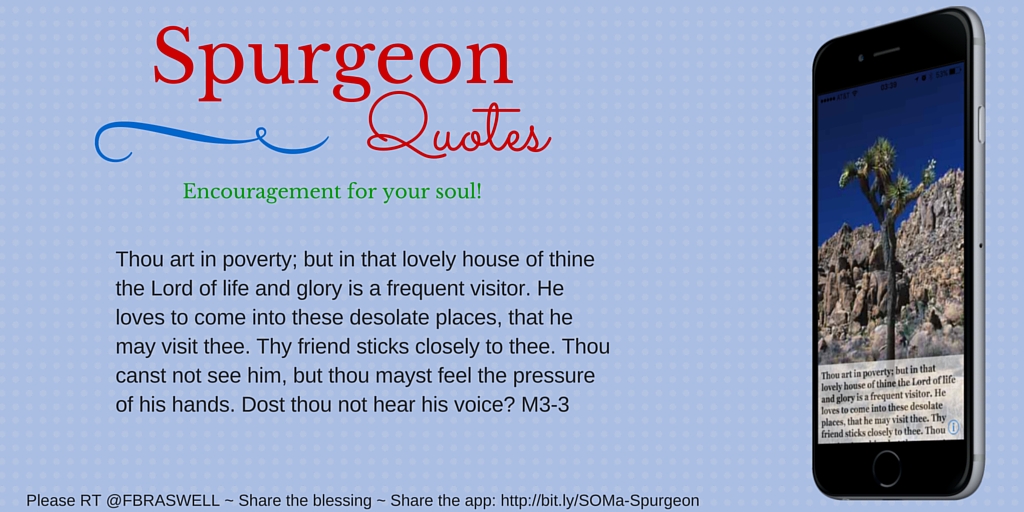 Spurgeon
Quotes
Encouragement for your soul!
Thou art in poverty; but in that lovely house of thine
the Lord of life and glory is a frequent visitor. He
loves to come into these desolate places, that he
may visit thee. Thy friend sticks closely to thee. Thou
canst not see him, but thou mayst feel the pressure
of his hands. Dost thou not hear his voice? M3-3
Please RT @FBRASWELL ~ Share the blessing ~ Share the app: http://bit.ly/SOMa-Spurgeon
Thou art in poverty; but in that
lovely house of thine the Lord of life
and glory is a frequent visitor. He
loves to come into these desolate
places, that he may visit thee. Thy
friend sticks closely to thee. Thou